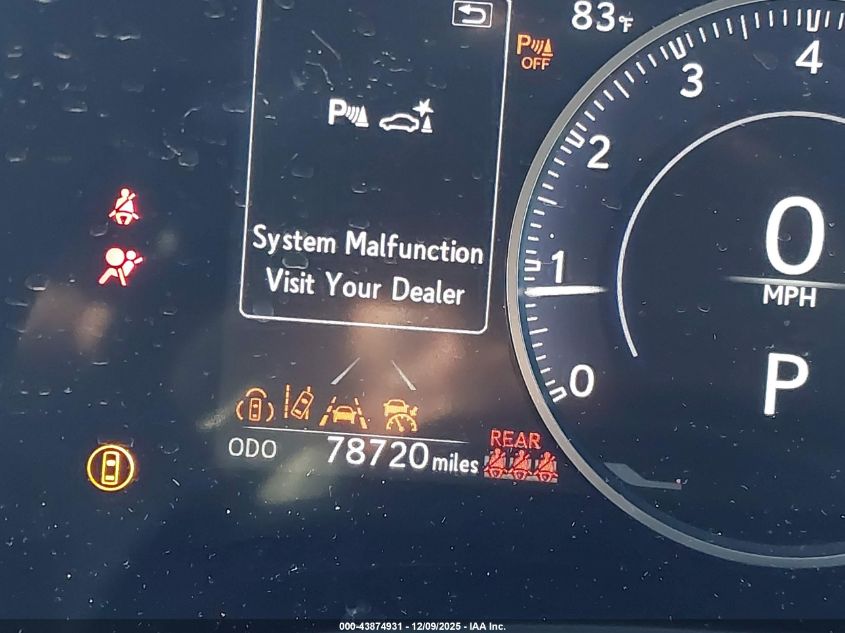 83°F
P
OFF
P
System Malfunction
Visit Your Dealer
ODO 78720 miles
REAR
0
1
2
3
4
0
MPH
P
000-43874931 - 12/09/2025 - IAA Inc.